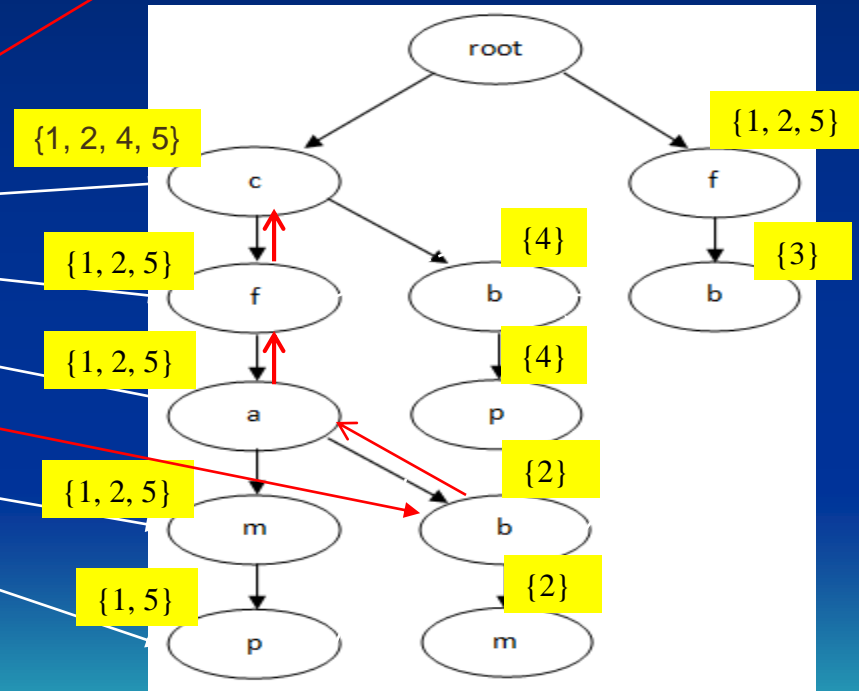 root
{1, 2, 4, 5}
{1, 2, 5}
c
f
{1, 2, 5}
{4}
{3}
f
b
b
{1, 2, 5}
{4}
a
p
{1, 2, 5}
{2}
m
b
{1, 5}
{2}
p
m